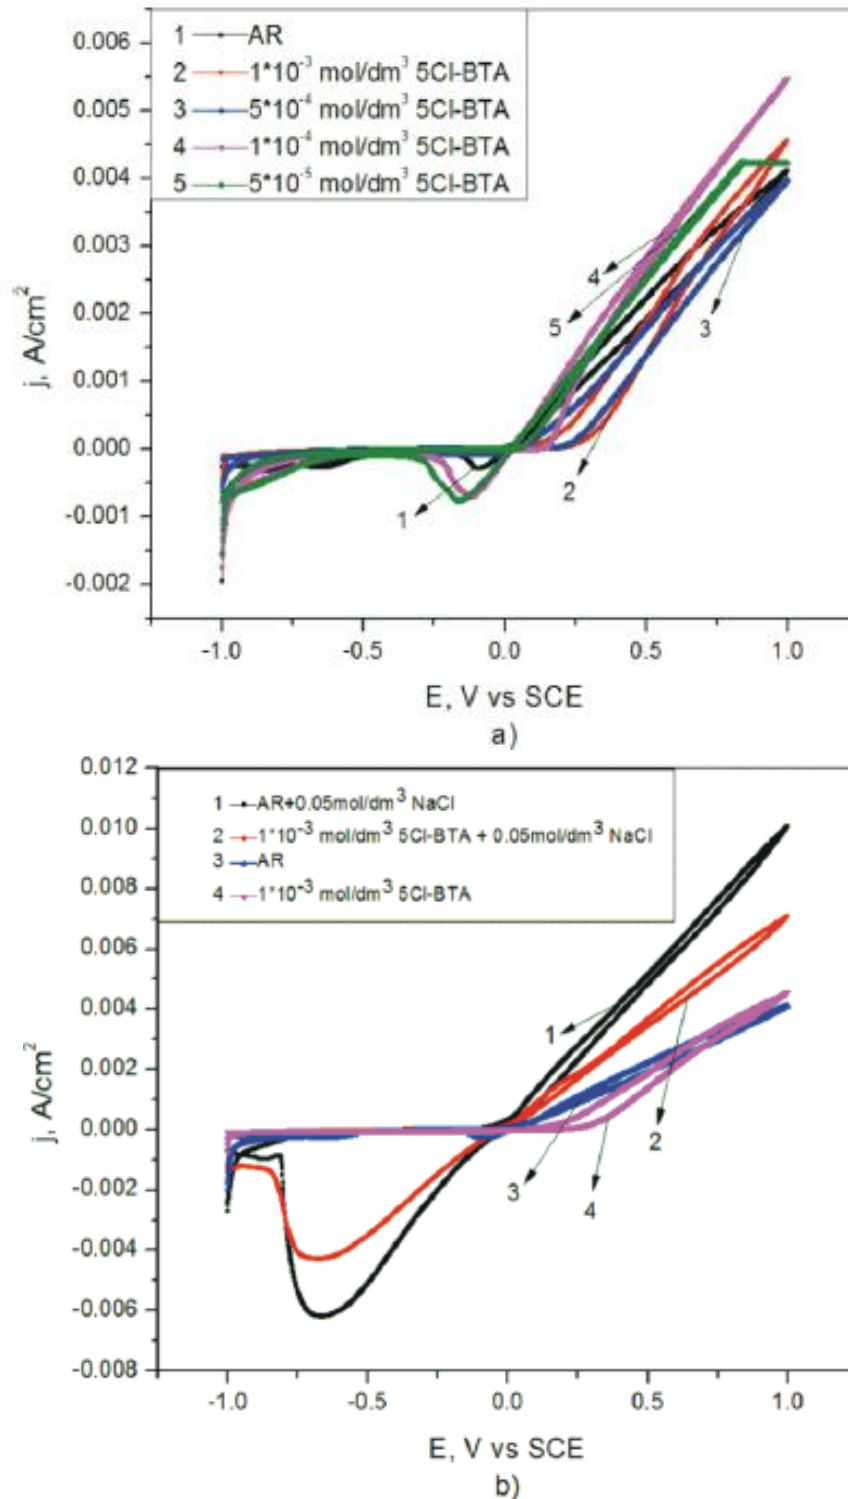 1 AR
2 1*10⁻³ mol/dm³ 5Cl-BTA
3 5*10⁻⁴ mol/dm³ 5Cl-BTA
4 1*10⁻⁴ mol/dm³ 5Cl-BTA
5 5*10⁻⁵ mol/dm³ 5Cl-BTA
0.006
0.005
0.004
0.003
0.002
0.001
0.000
-0.001
-0.002
j, A/cm²
4
5
3
2
1
-1.0 -0.5 0.0 0.5 1.0
E, V vs SCE
a)
1 AR+0.05mol/dm³ NaCl
2 1*10⁻³ mol/dm³ 5Cl-BTA + 0.05mol/dm³ NaCl
3 AR
4 1*10⁻³ mol/dm³ 5Cl-BTA
0.012
0.010
0.008
0.006
0.004
0.002
0.000
-0.002
-0.004
-0.006
-0.008
j, A/cm²
1
2
3
4
-1.0 -0.5 0.0 0.5 1.0
E, V vs SCE
b)